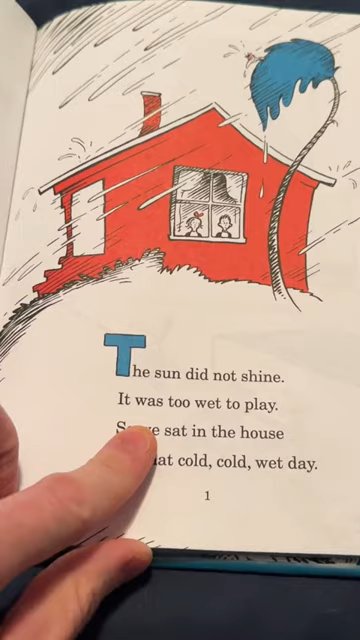 The sun did not shine.
It was too wet to play.
sat in the house
cold, cold, wet day.
1